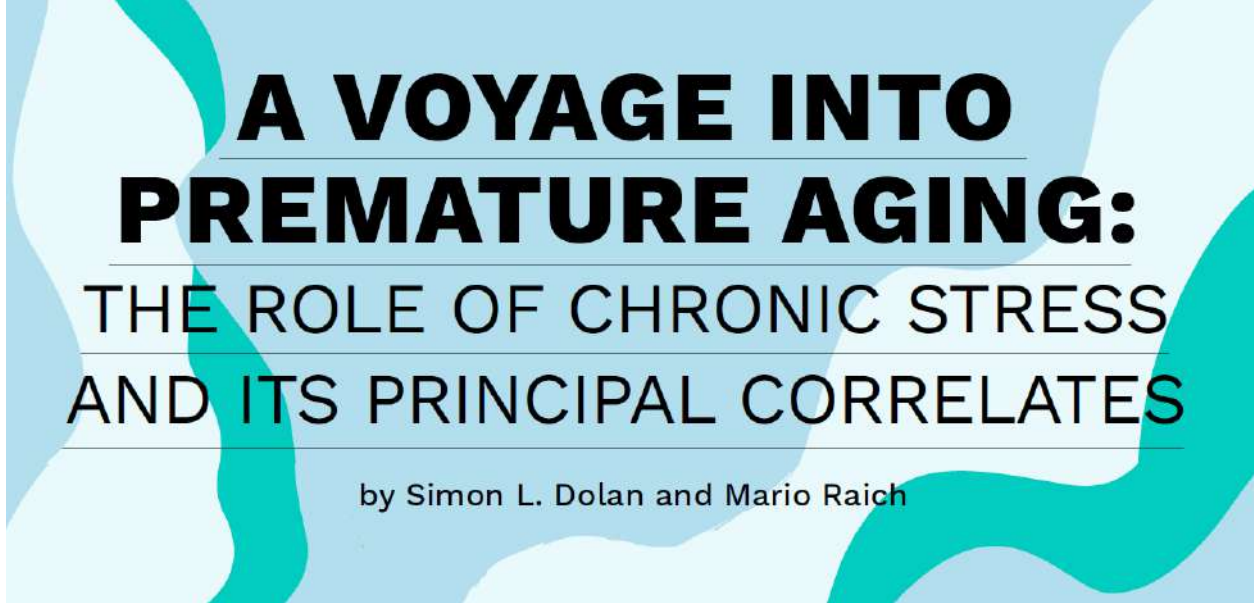 A VOYAGE INTO
PREMATURE AGING:
THE ROLE OF CHRONIC STRESS
AND ITS PRINCIPAL CORRELATES
by Simon L. Dolan and Mario Raich